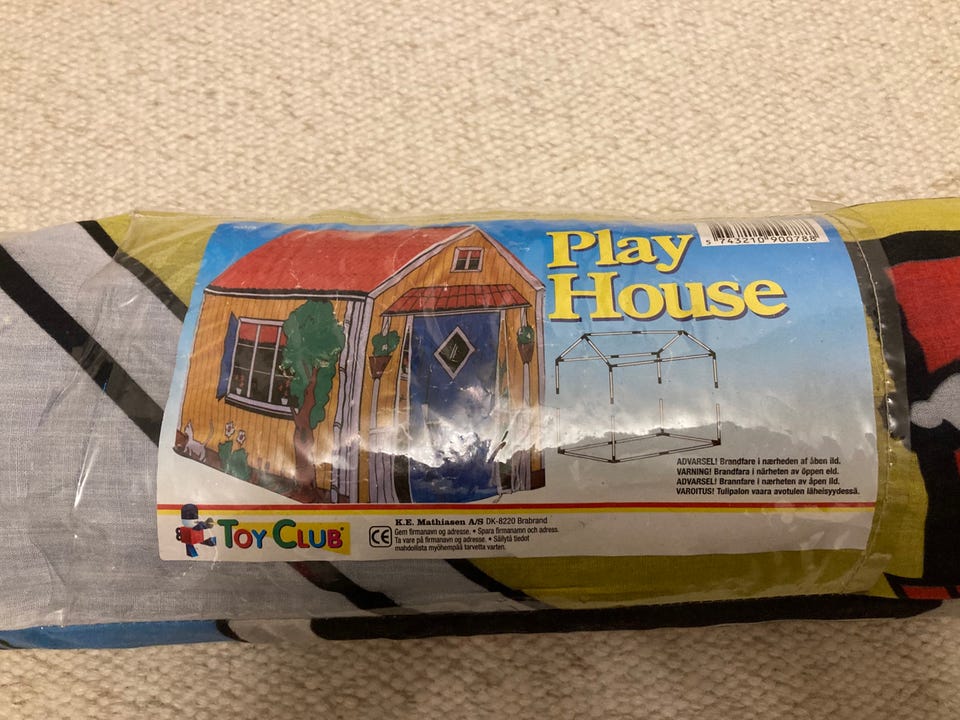 Play
House
5 743210 900788
ADVARSEL! Brandfare i nærheden af åben ild.
VARNING! Brandfara i närheten av öppen eld.
ADVARSEL! Brannfare i nærheten av åpen ild.
VAROITUS! Tulipalon vaara avotulen läheisyydessä.
TOY CLUB
CE
K.E. Mathiasen A/S DK-8220 Brabrand
Gem firmanavn og adresse. • Spara firmanamn och adress.
Ta vare på firmanavn og adresse. • Säilytä tiedot
mahdollista myöhempää tarvetta varten.